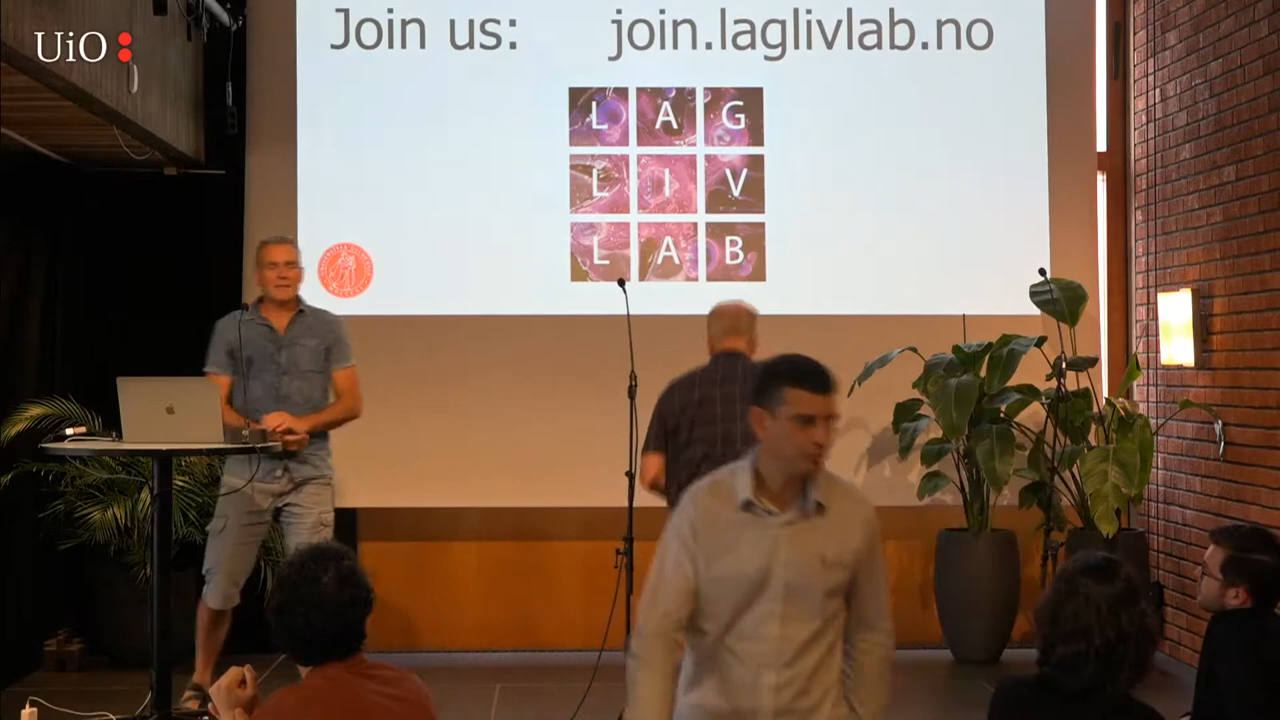 UiO
Join us: join.laglivlab.no
L A G
L I V
L A B